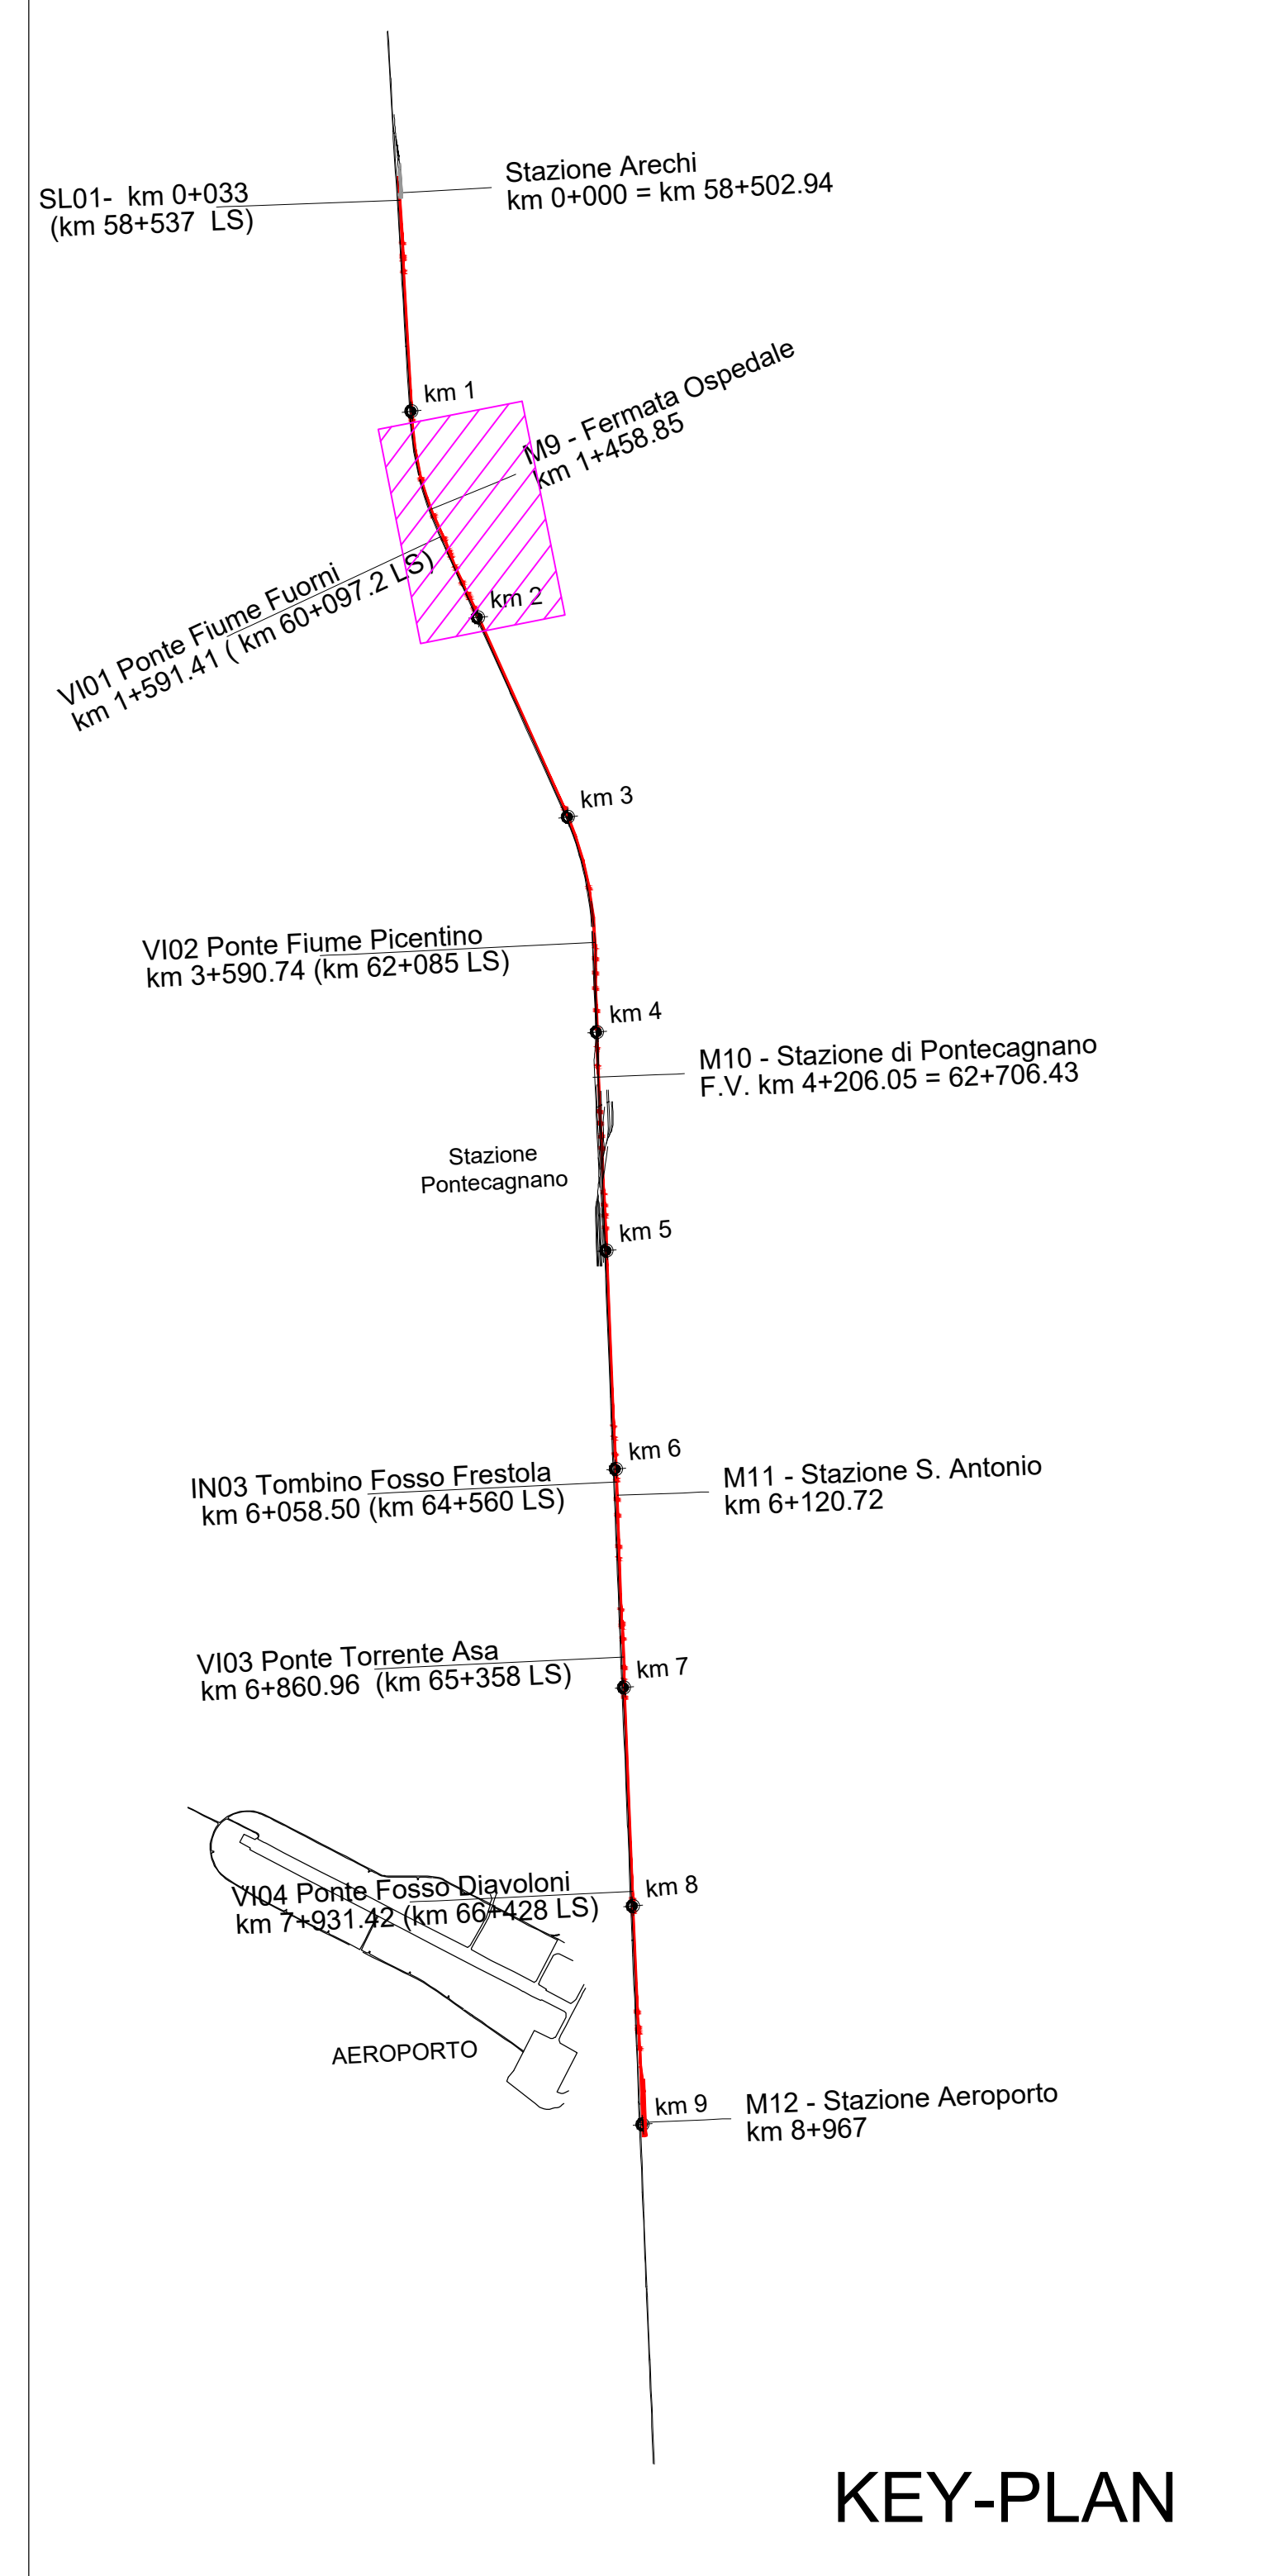 Stazione Arechi
km 0+000 = km 58+502.94
SL01-  km 0+033
(km 58+537  LS)
km 1
M9 - Fermata Ospedale
km 1+458.85
VI01 Ponte Fiume Fuorni
km 1+591.41 ( km 60+097.2 LS)
km 2
km 3
VI02 Ponte Fiume Picentino
km 3+590.74 (km 62+085 LS)
km 4
M10 - Stazione di Pontecagnano
F.V. km 4+206.05 = 62+706.43
Stazione
Pontecagnano
km 5
km 6
IN03 Tombino Fosso Frestola
km 6+058.50 (km 64+560 LS)
M11 - Stazione S. Antonio
km 6+120.72
VI03 Ponte Torrente Asa
km 6+860.96  (km 65+358 LS)
km 7
VI04 Ponte Fosso Diavoloni
km 7+931.42 (km 66+428 LS)
km 8
AEROPORTO
km 9
M12 - Stazione Aeroporto
km 8+967
KEY-PLAN